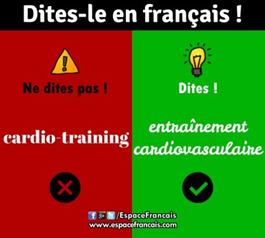 Dites-le en français !
Ne dites pas !
Dites !
cardio-training
entraînement
cardiovasculaire
/EspaceFrancais
www.espacefrancais.com